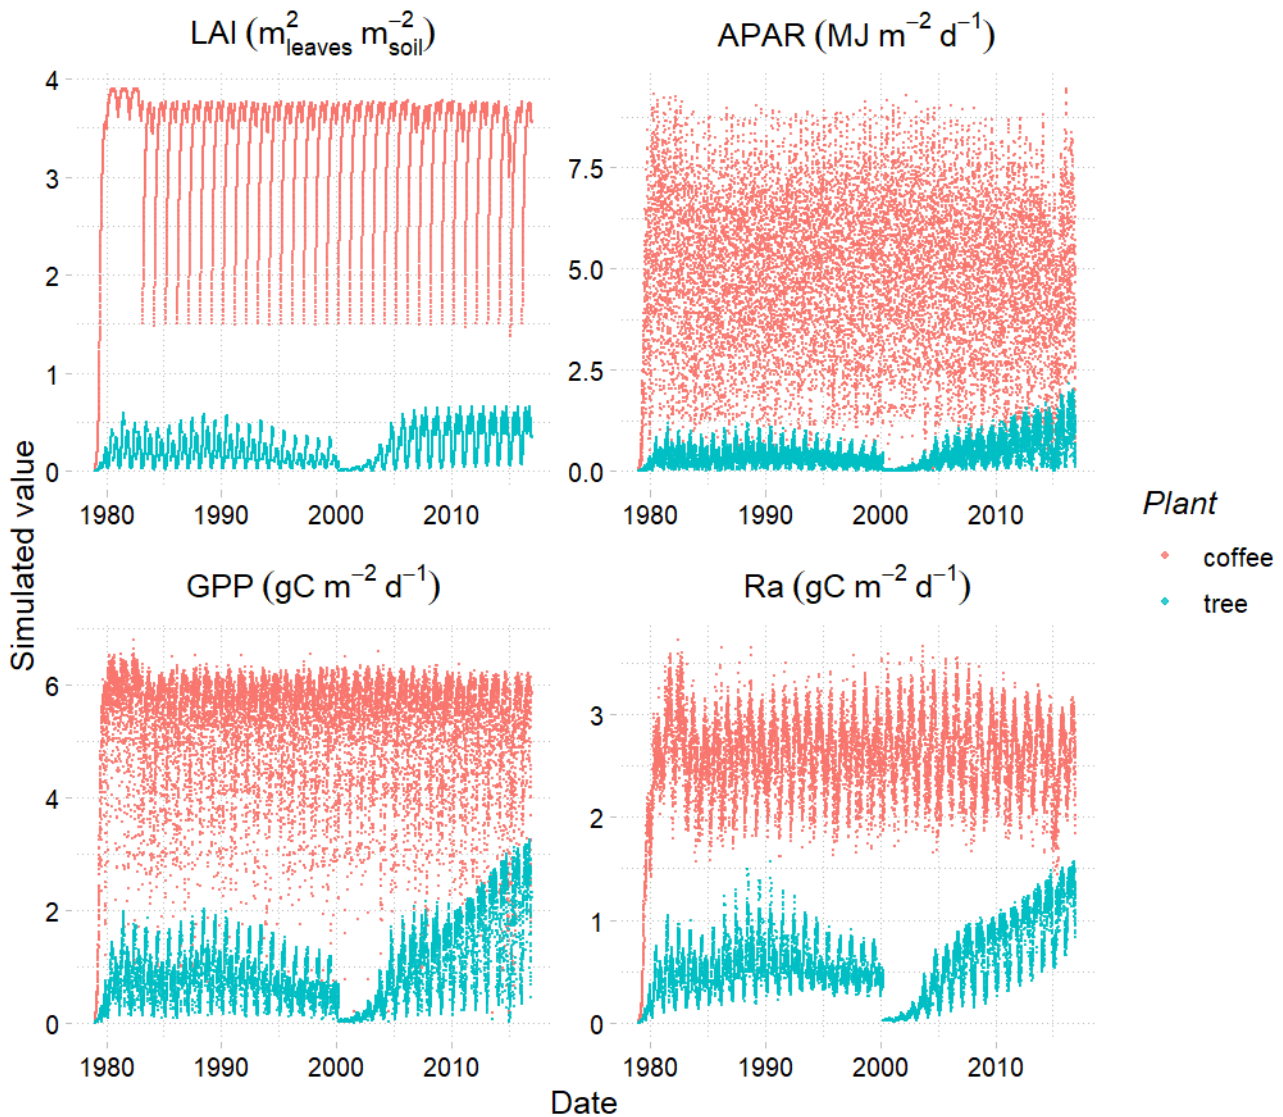 LAI (m²leaves m⁻²soil)
APAR (MJ m⁻² d⁻¹)
4
3
2
1
0
7.5
5.0
2.5
0.0
1980 1990 2000 2010
1980 1990 2000 2010
GPP (gC m⁻² d⁻¹)
Ra (gC m⁻² d⁻¹)
6
4
2
0
3
2
1
0
1980 1990 2000 2010
1980 1990 2000 2010
Simulated value
Date
Plant
coffee
tree